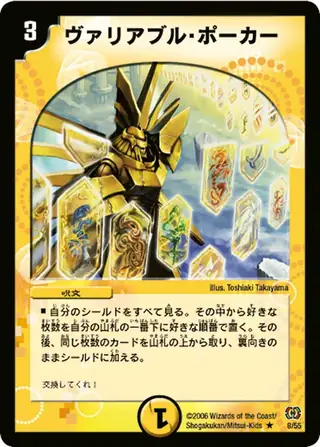 3
ヴァリアブル・ポーカー
Illus. Toshiaki Takayama
呪文
■自分のシールドをすべて見る。その中から好きな
枚数を自分の山札の一番下に好きな順番で置く。その
後、同じ枚数のカードを山札の上から取り、裏向きの
ままシールドに加える。
交換してくれ！
1
©2006 Wizards of the Coast/
Shogakukan/Mitsui-Kids ★
8/55